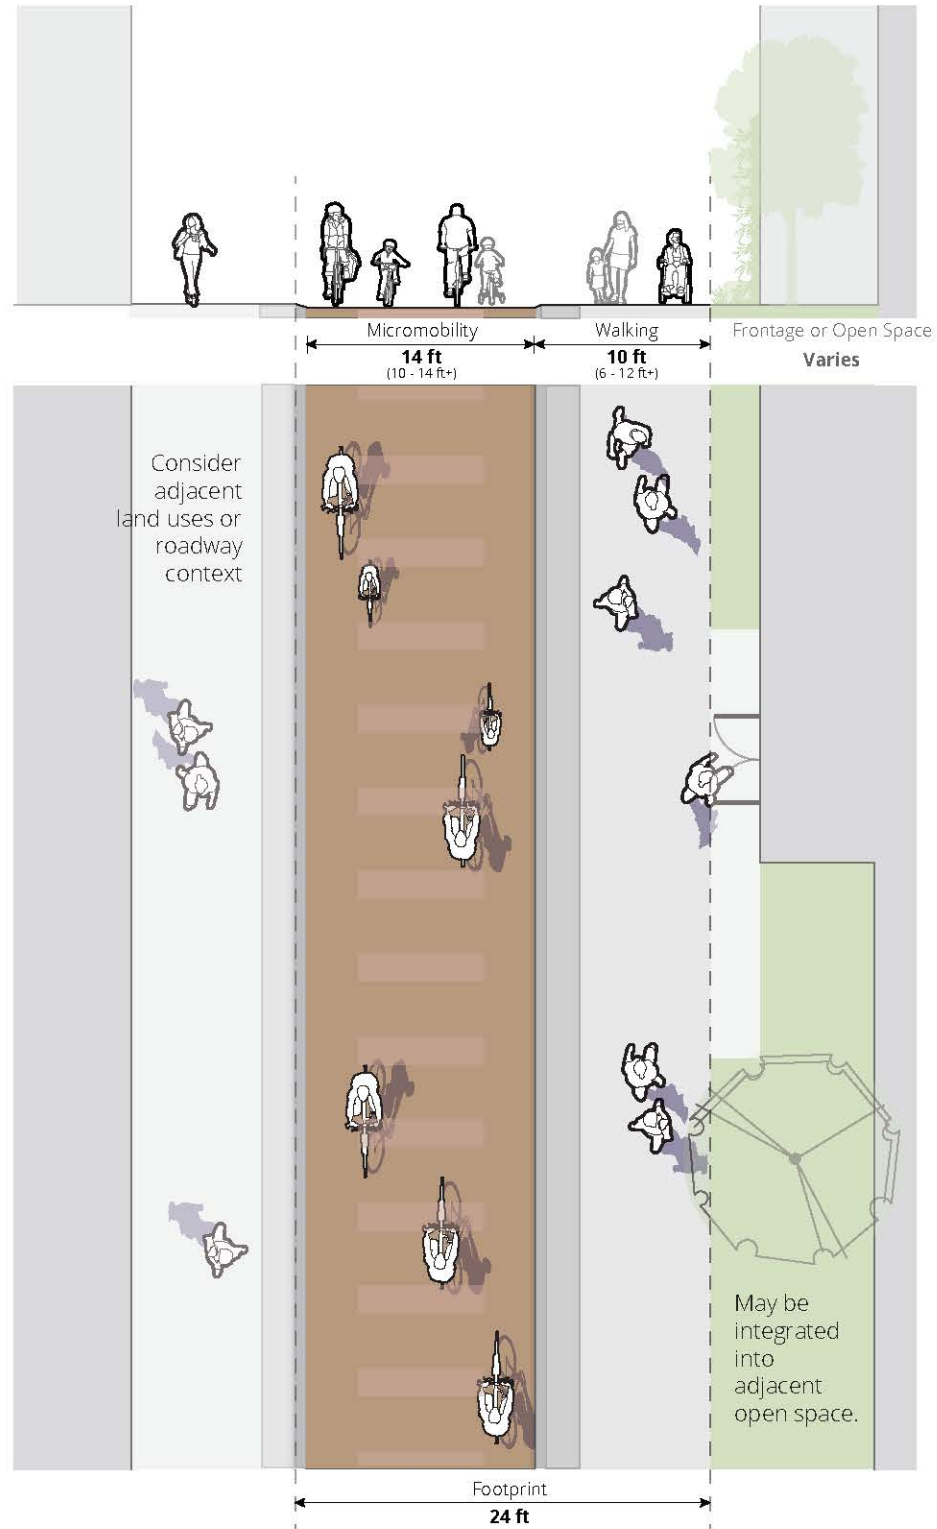 Micromobility
14 ft
(10 - 14 ft+)
Walking
10 ft
(6 - 12 ft+)
Frontage or Open Space
Varies
Consider
adjacent
land uses or
roadway
context
May be
integrated
into
adjacent
open space.
Footprint
24 ft